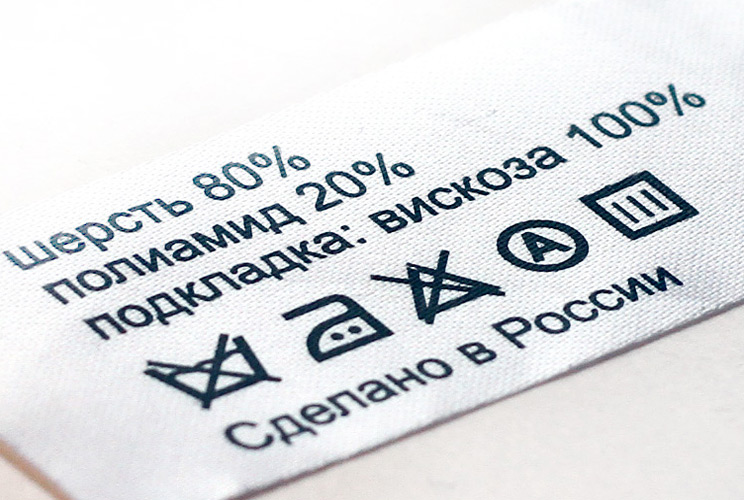 шерсть 80%
полиамид 20%
подкладка: вискоза 100%
A
Сделано в России